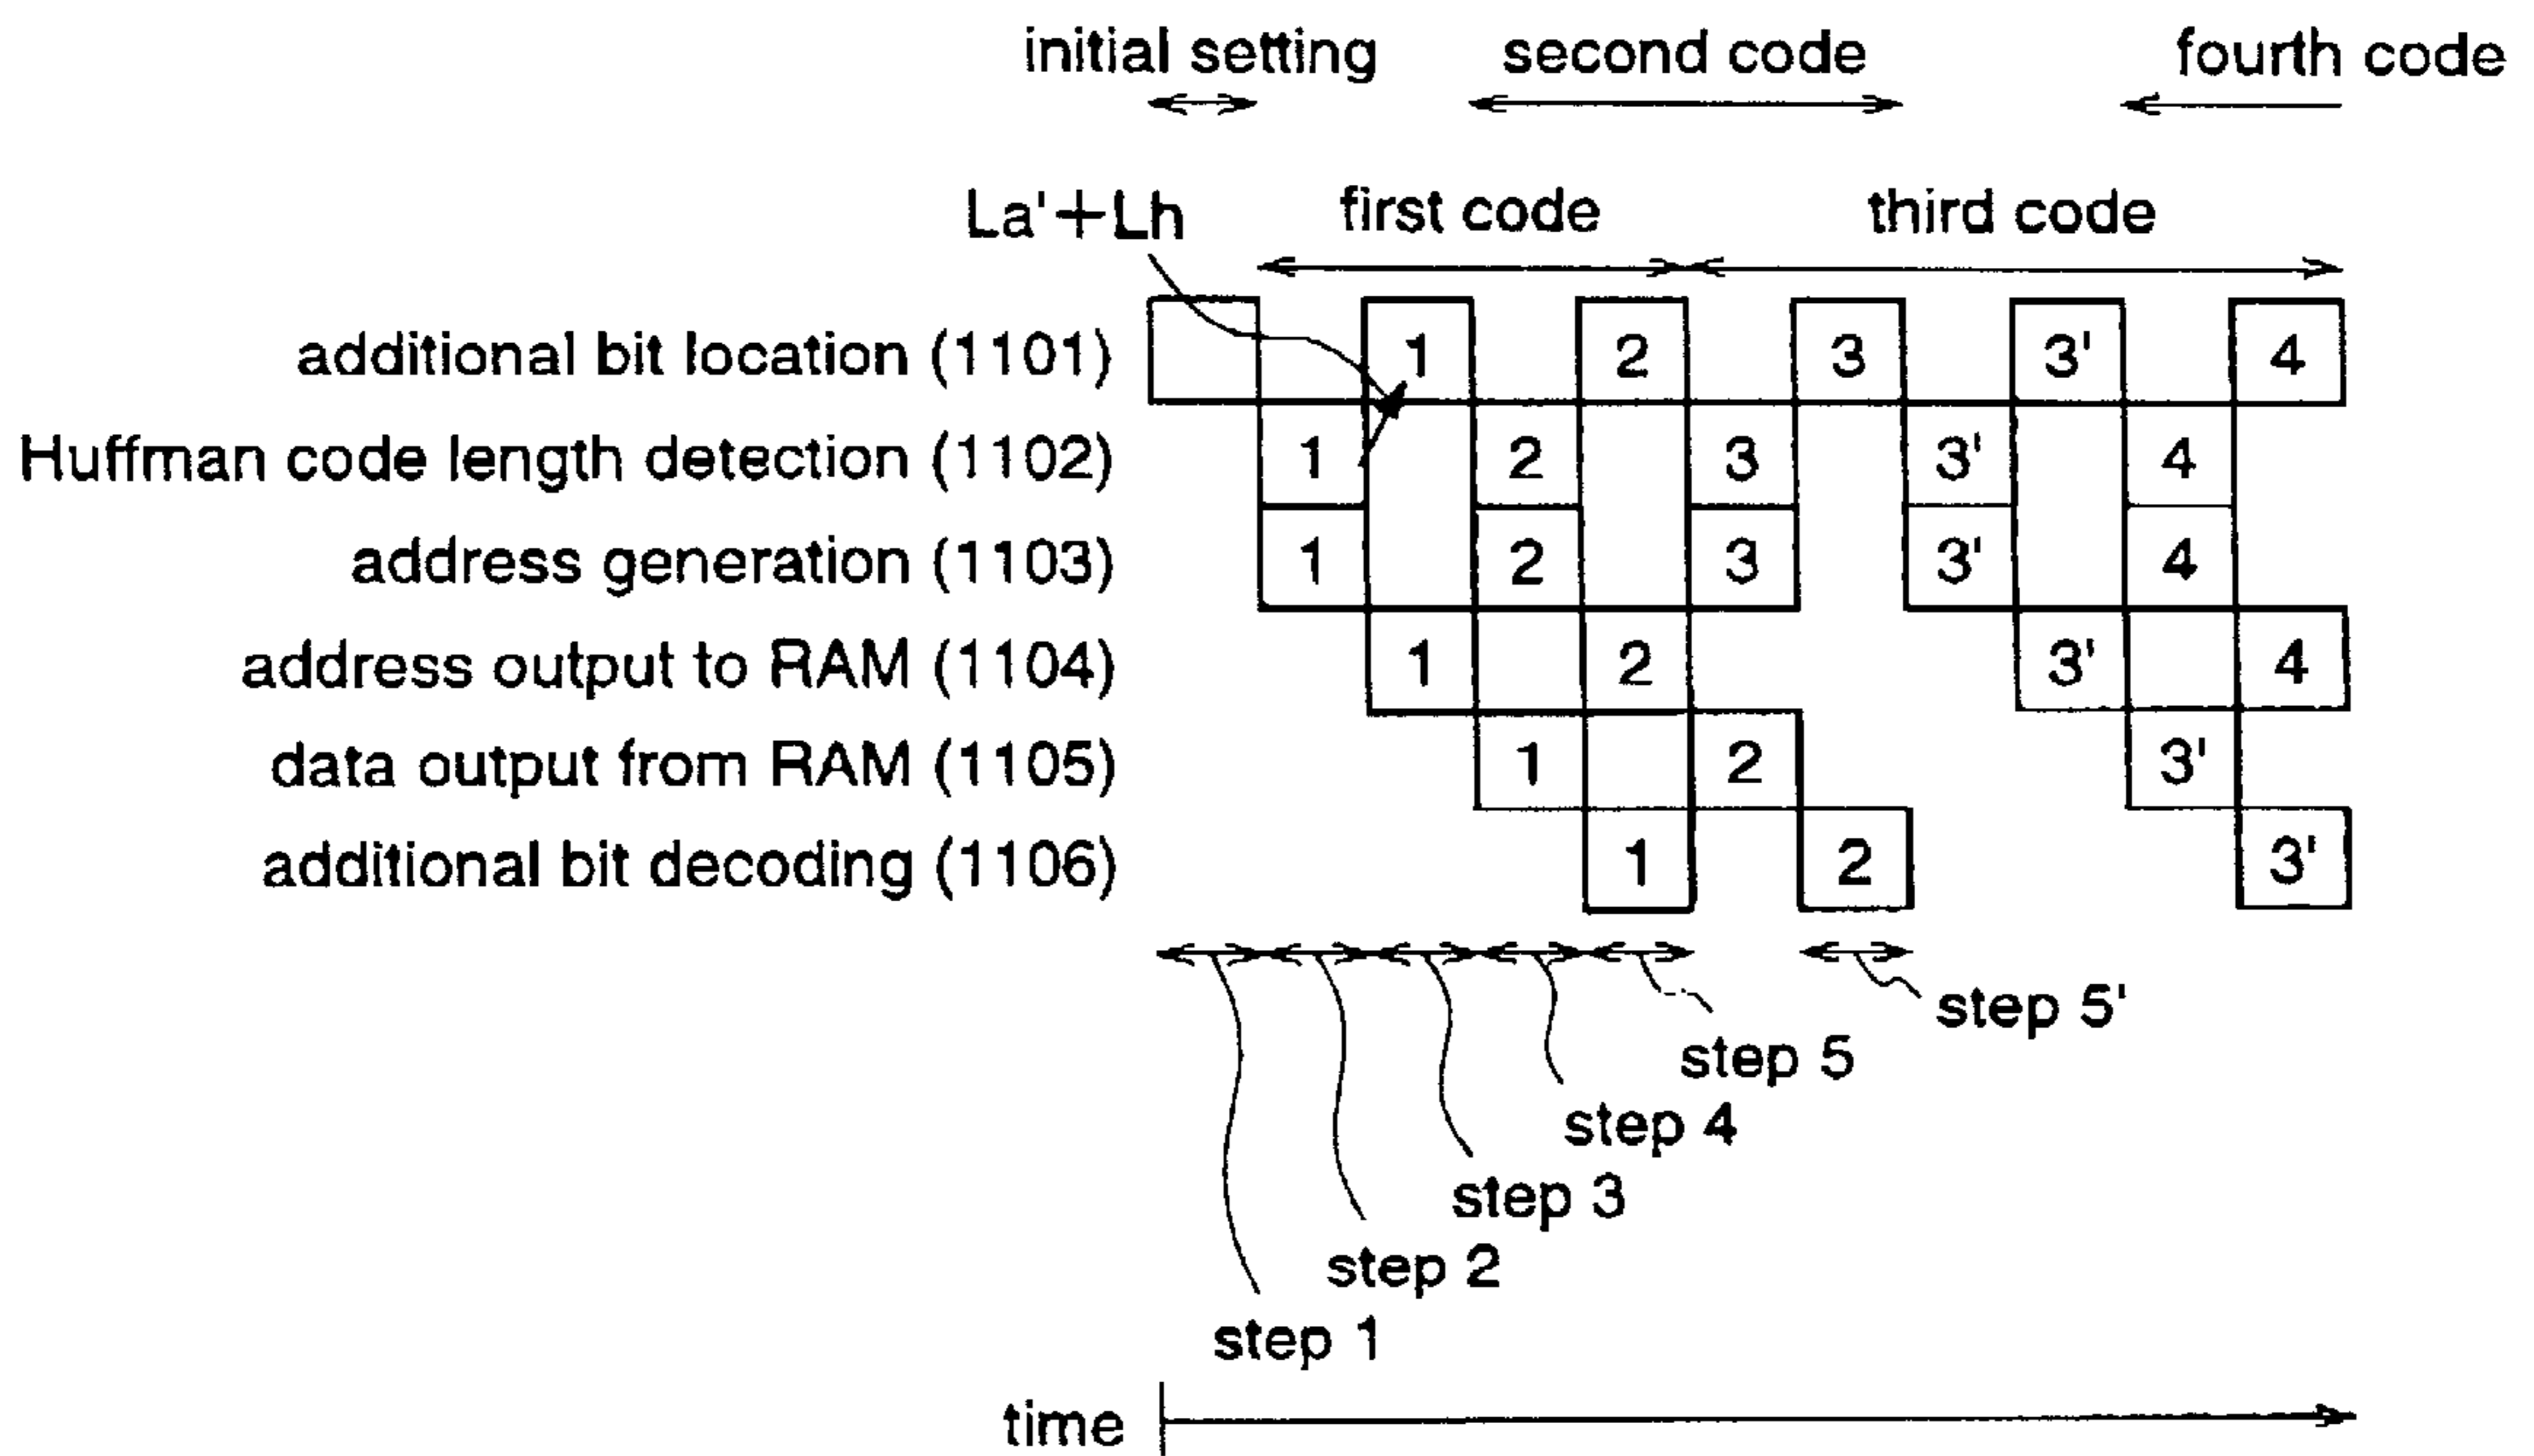 initial setting second code fourth code
La'+Lh first code third code
additional bit location (1101) 1 2 3 3' 4
Huffman code length detection (1102) 1 2 3 3' 4
address generation (1103) 1 2 3 3' 4
address output to RAM (1104) 1 2 3' 4
data output from RAM (1105) 1 2 3'
additional bit decoding (1106) 1 2 3'
step 5'
step 5
step 4
step 3
step 2
step 1
time